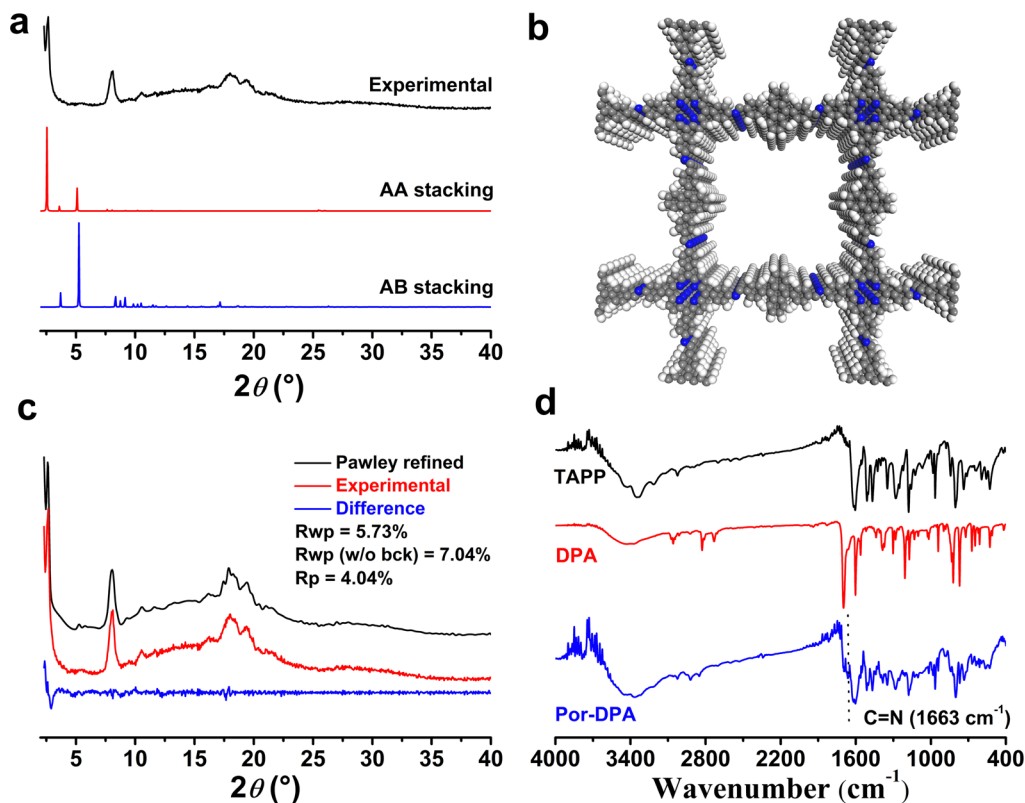 a
Experimental
AA stacking
AB stacking
5 10 15 20 25 30 35 40
2θ (°)
b
c
Pawley refined
Experimental
Difference
Rwp = 5.73%
Rwp (w/o bck) = 7.04%
Rp = 4.04%
5 10 15 20 25 30 35 40
2θ (°)
d
TAPP
DPA
Por-DPA
C=N (1663 cm⁻¹)
4000 3400 2800 2200 1600 1000 400
Wavenumber (cm⁻¹)